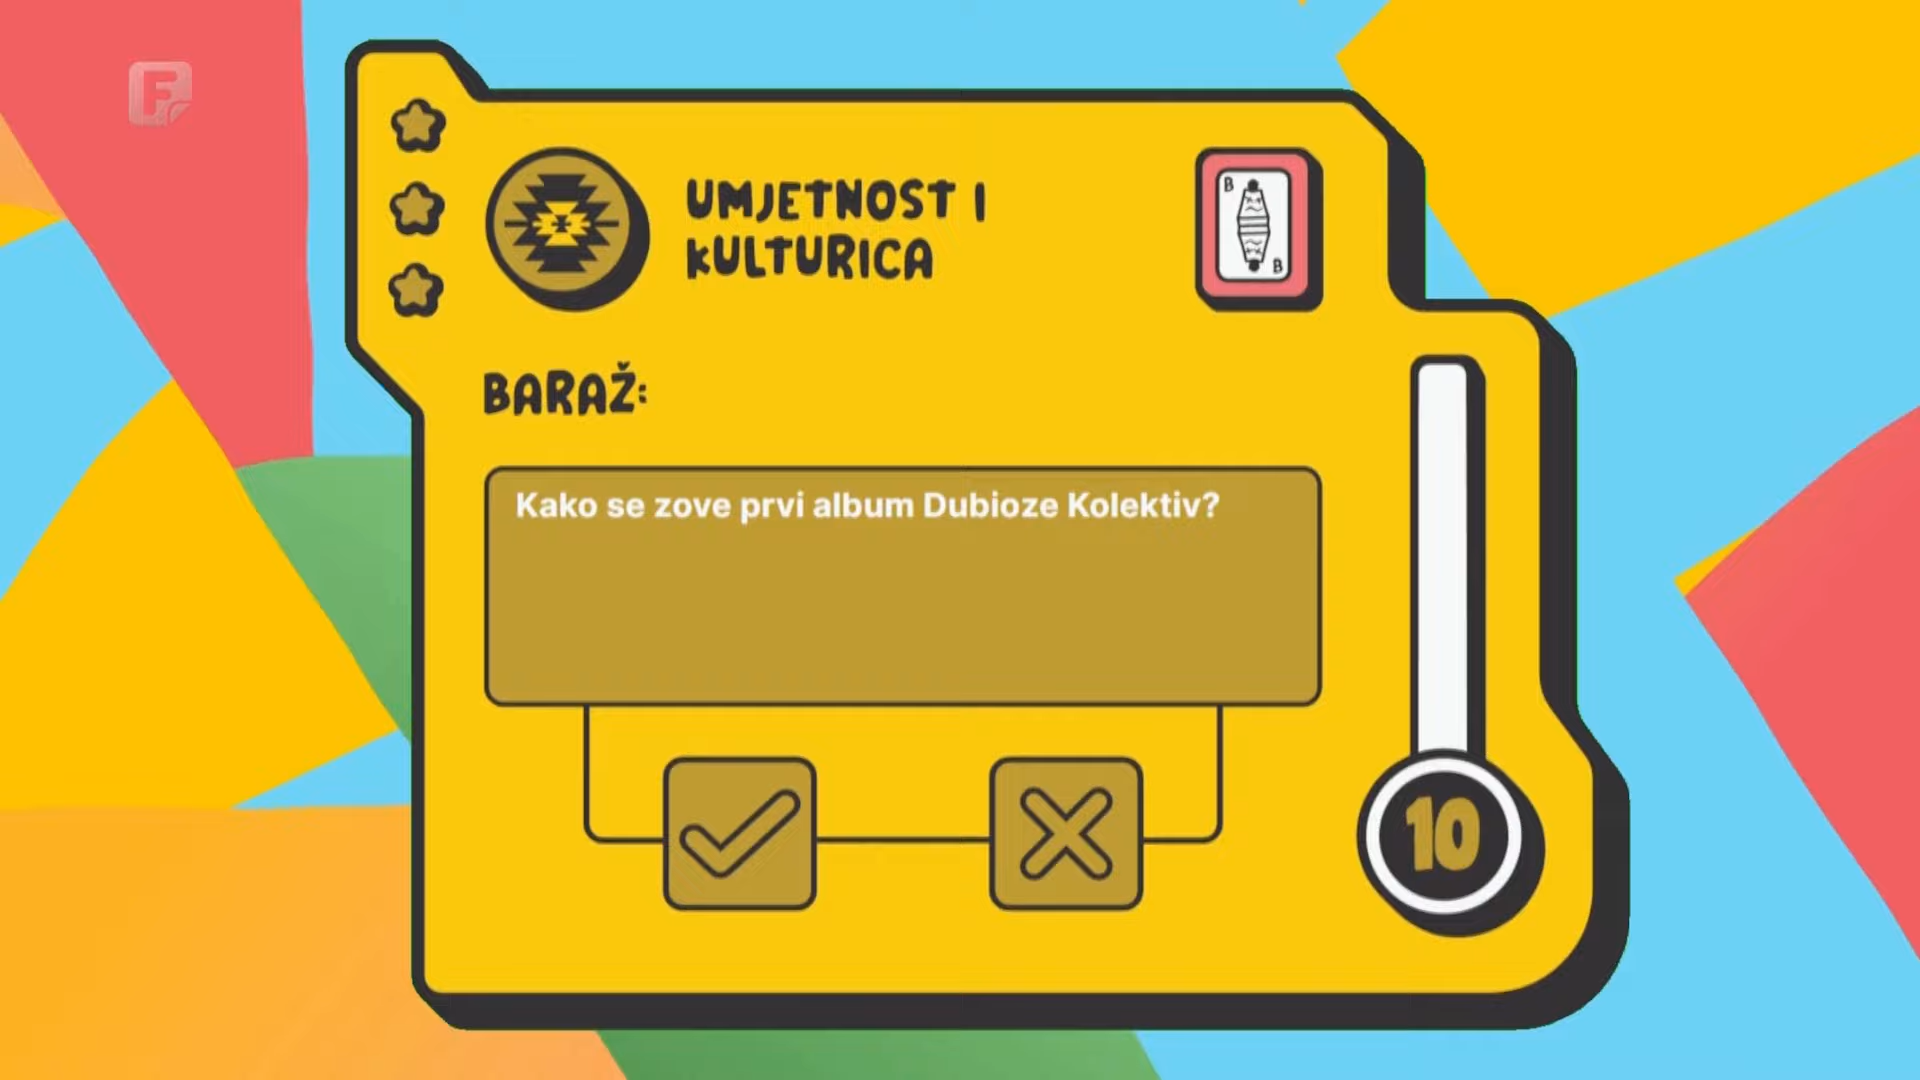 F
UMJETNOST I
KULTURICA
B
B
BARAŽ:
Kako se zove prvi album Dubioze Kolektiv?
10